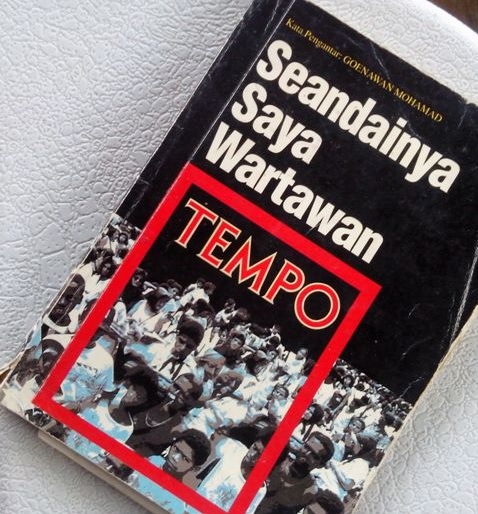 Kata Pengantar: GOENAWAN MOHAMAD
Seandainya
Saya
Wartawan
TEMPO